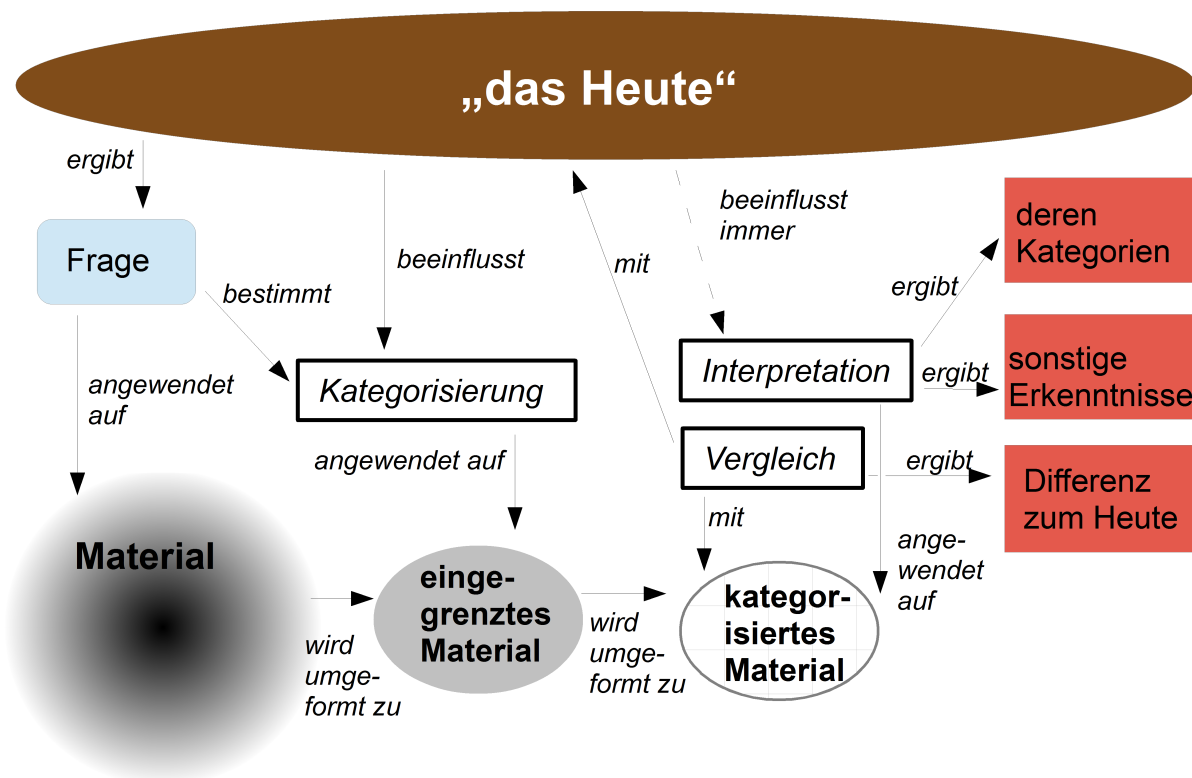 „das Heute“
ergibt
Frage
bestimmt
beeinflusst
mit
beeinflusst
immer
deren
Kategorien
ergibt
angewendet
auf
Kategorisierung
Interpretation
ergibt
sonstige
Erkenntnisse
angewendet auf
Vergleich
ergibt
Differenz
zum Heute
mit
ange-
wendet
auf
Material
einge-
grenztes
Material
kategor-
isiertes
Material
wird
umge-
formt zu
wird
umge-
formt zu